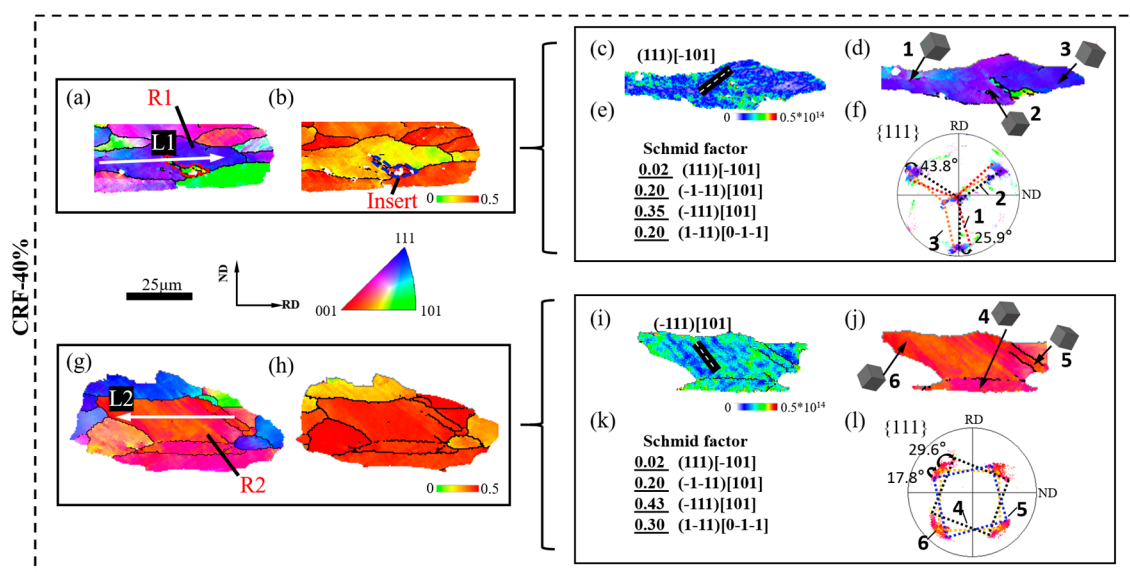 CRF-40%
(a)
R1
L1
(b)
Insert
0 0.5
25μm
ND
RD
111
001
101
(g)
L2
R2
(h)
0 0.5
(c)
(111)[-101]
0 0.5*10^14
(d)
1
3
2
(e)
Schmid factor
0.02 (111)[-101]
0.20 (-1-11)[101]
0.35 (-111)[101]
0.20 (1-11)[0-1-1]
(f)
{111}
RD
43.8°
ND
2
1
3
25.9°
(i)
(-111)[101]
0 0.5*10^14
(j)
4
5
6
(k)
Schmid factor
0.02 (111)[-101]
0.20 (-1-11)[101]
0.43 (-111)[101]
0.30 (1-11)[0-1-1]
(l)
{111}
RD
29.6°
17.8°
ND
4
5
6